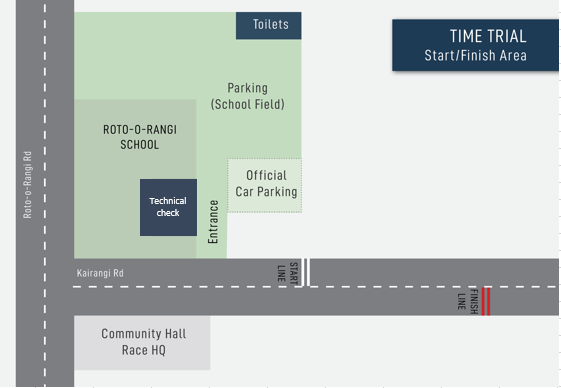 Toilets
TIME TRIAL
Start/Finish Area
Parking
(School Field)
ROTO-O-RANGI
SCHOOL
Official
Car Parking
Technical
check
Entrance
Roto-o-Rangi Rd
Kairangi Rd
START
LINE
FINISH
LINE
Community Hall
Race HQ